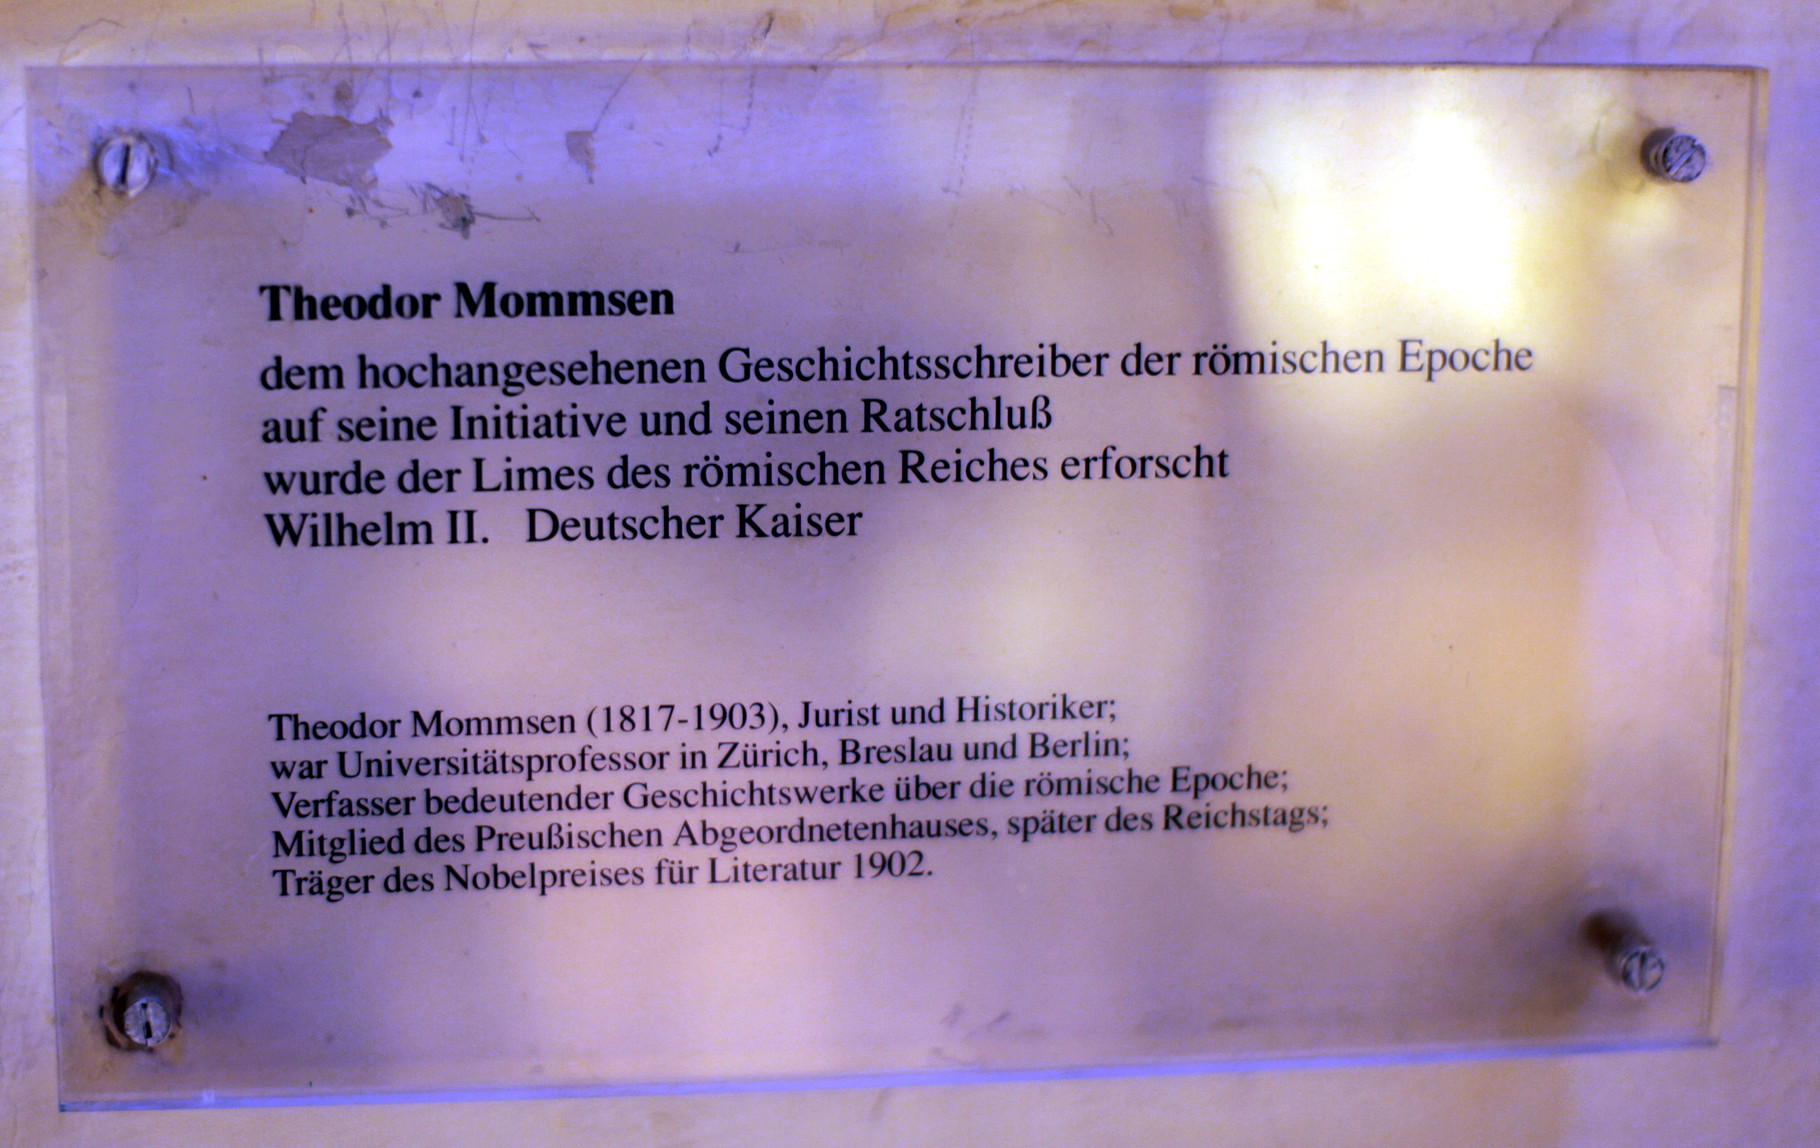 Theodor Mommsen
dem hochangesehenen Geschichtsschreiber der römischen Epoche
auf seine Initiative und seinen Ratschluß
wurde der Limes des römischen Reiches erforscht
Wilhelm II. Deutscher Kaiser
Theodor Mommsen (1817-1903), Jurist und Historiker;
war Universitätsprofessor in Zürich, Breslau und Berlin;
Verfasser bedeutender Geschichtswerke über die römische Epoche;
Mitglied des Preußischen Abgeordnetenhauses, später des Reichstags;
Träger des Nobelpreises für Literatur 1902.